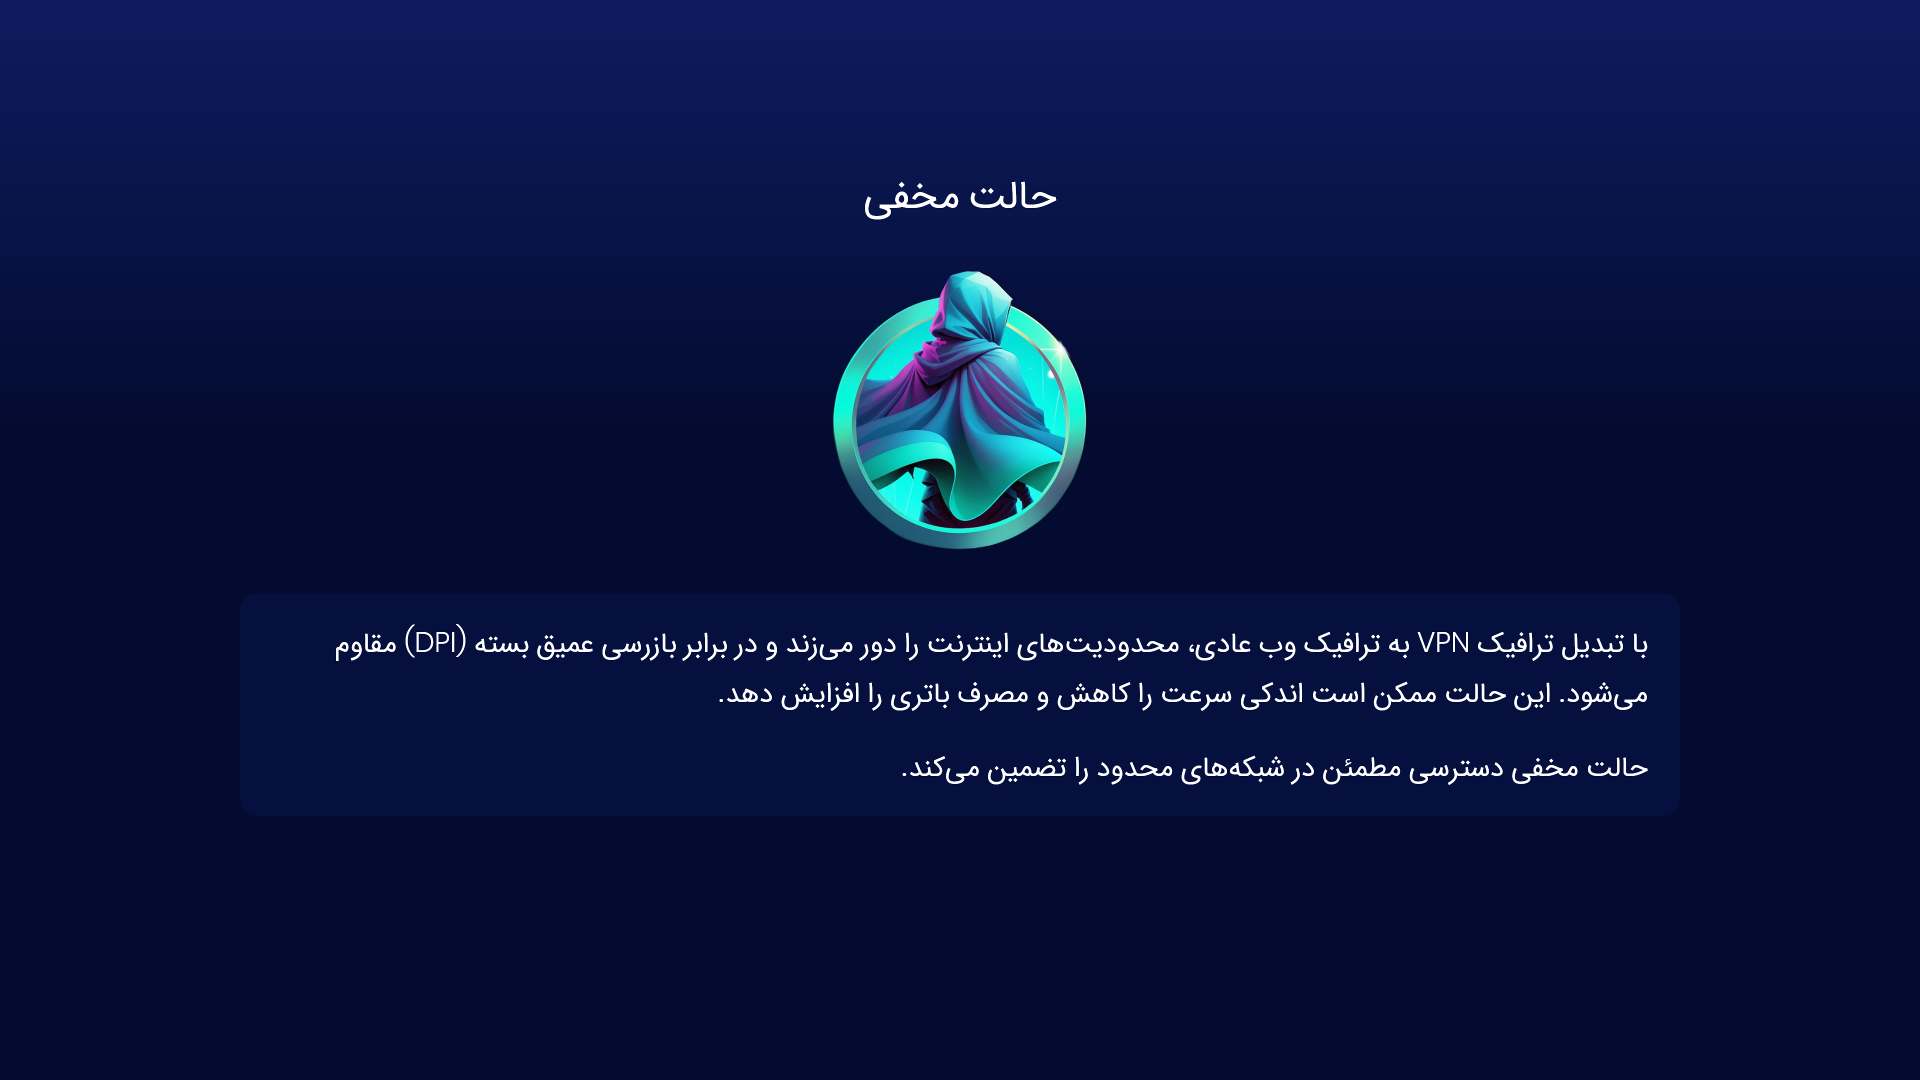 حالت مخفی
با تبدیل ترافیک VPN به ترافیک وب عادی، محدودیت‌های اینترنت را دور می‌زند و در برابر بازرسی عمیق بسته (DPI) مقاوم
می‌شود. این حالت ممکن است اندکی سرعت را کاهش و مصرف باتری را افزایش دهد.
حالت مخفی دسترسی مطمئن در شبکه‌های محدود را تضمین می‌کند.